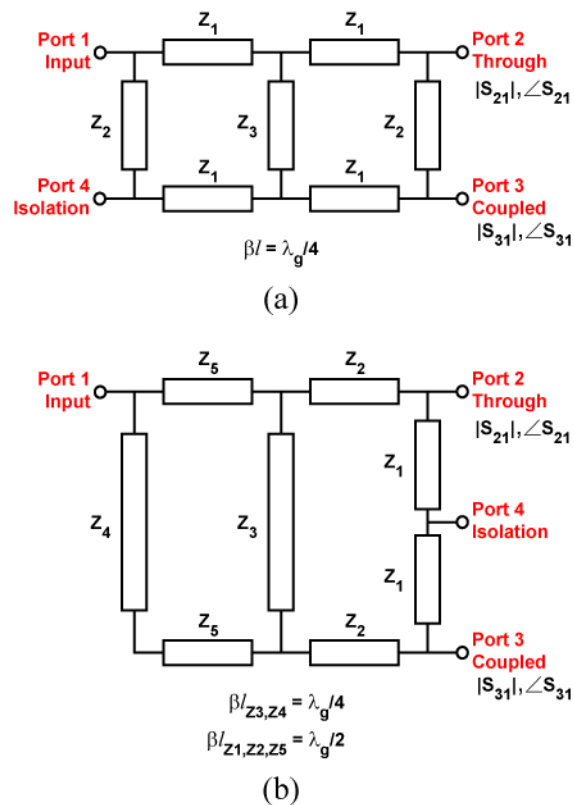 Port 1
Input
Z1
Z1
Port 2
Through
|S21|,∠S21
Z2
Z3
Z2
Port 4
Isolation
Z1
Z1
Port 3
Coupled
|S31|,∠S31
βl = λg/4
(a)
Port 1
Input
Z5
Z2
Port 2
Through
|S21|,∠S21
Z1
Z4
Z3
Port 4
Isolation
Z1
Z5
Z2
Port 3
Coupled
|S31|,∠S31
βlZ3,Z4 = λg/4
βlZ1,Z2,Z5 = λg/2
(b)